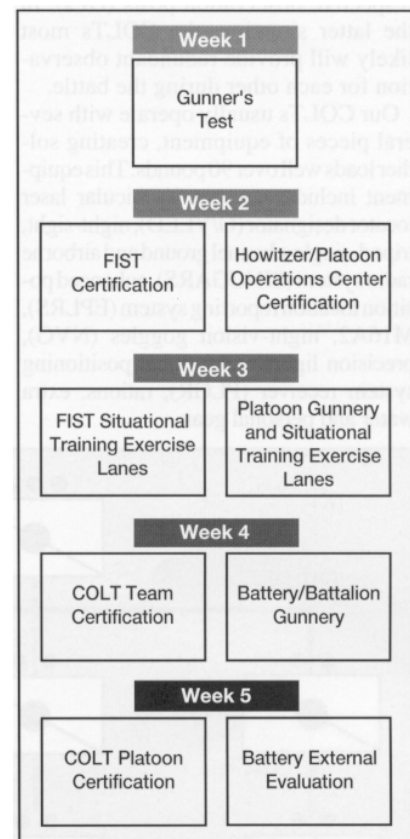 Week 1
Gunner's
Test
Week 2
FIST
Certification
Howitzer/Platoon
Operations Center
Certification
Week 3
FIST Situational
Training Exercise
Lanes
Platoon Gunnery
and Situational
Training Exercise
Lanes
Week 4
COLT Team
Certification
Battery/Battalion
Gunnery
Week 5
COLT Platoon
Certification
Battery External
Evaluation